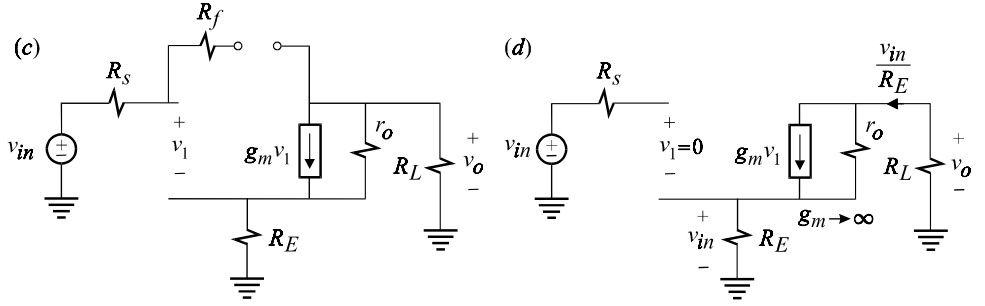 (c)
R_f
R_s
v_in
+
−
+
v_1
−
g_m v_1
r_o
R_L
+
v_o
−
R_E
(d)
R_s
v_in
+
−
+
v_1=0
−
g_m v_1
r_o
v_in
R_E
R_L
+
v_o
−
g_m→∞
+
v_in
−
R_E